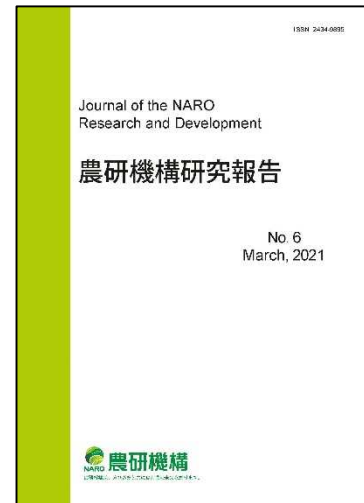 ISSN 2434-9895
Journal of the NARO
Research and Development
農研機構研究報告
No. 6
March, 2021
NARO 農研機構